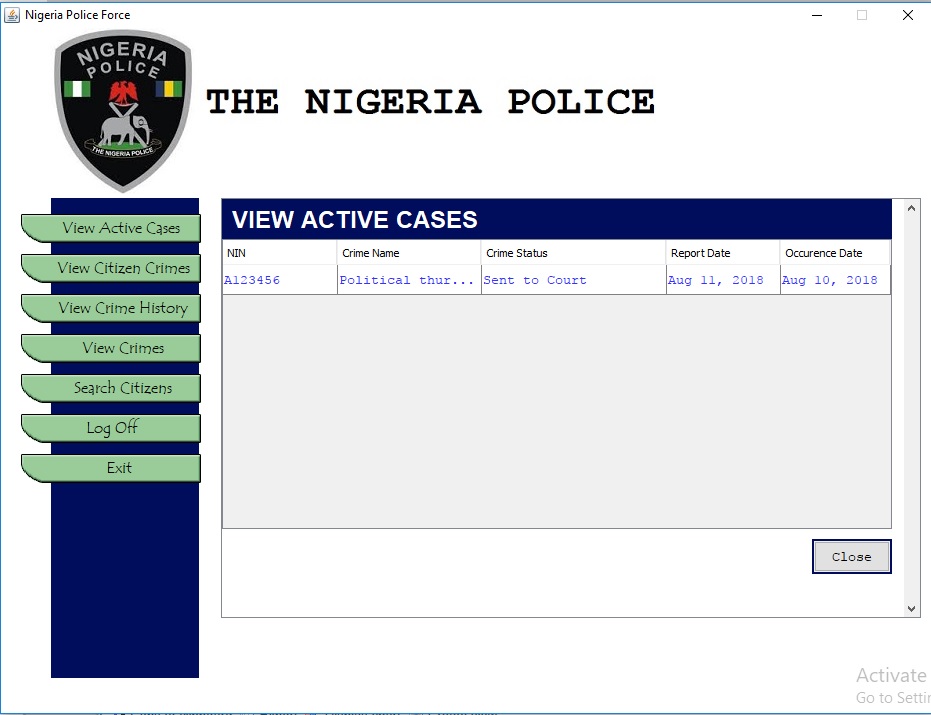 Nigeria Police Force
NIGERIA
POLICE
THE NIGERIA POLICE
THE NIGERIA POLICE
View Active Cases
View Citizen Crimes
View Crime History
View Crimes
Search Citizens
Log Off
Exit
VIEW ACTIVE CASES
NIN Crime Name Crime Status Report Date Occurence Date
A123456 Political thur... Sent to Court Aug 11, 2018 Aug 10, 2018
Close
Activate
Go to Settin